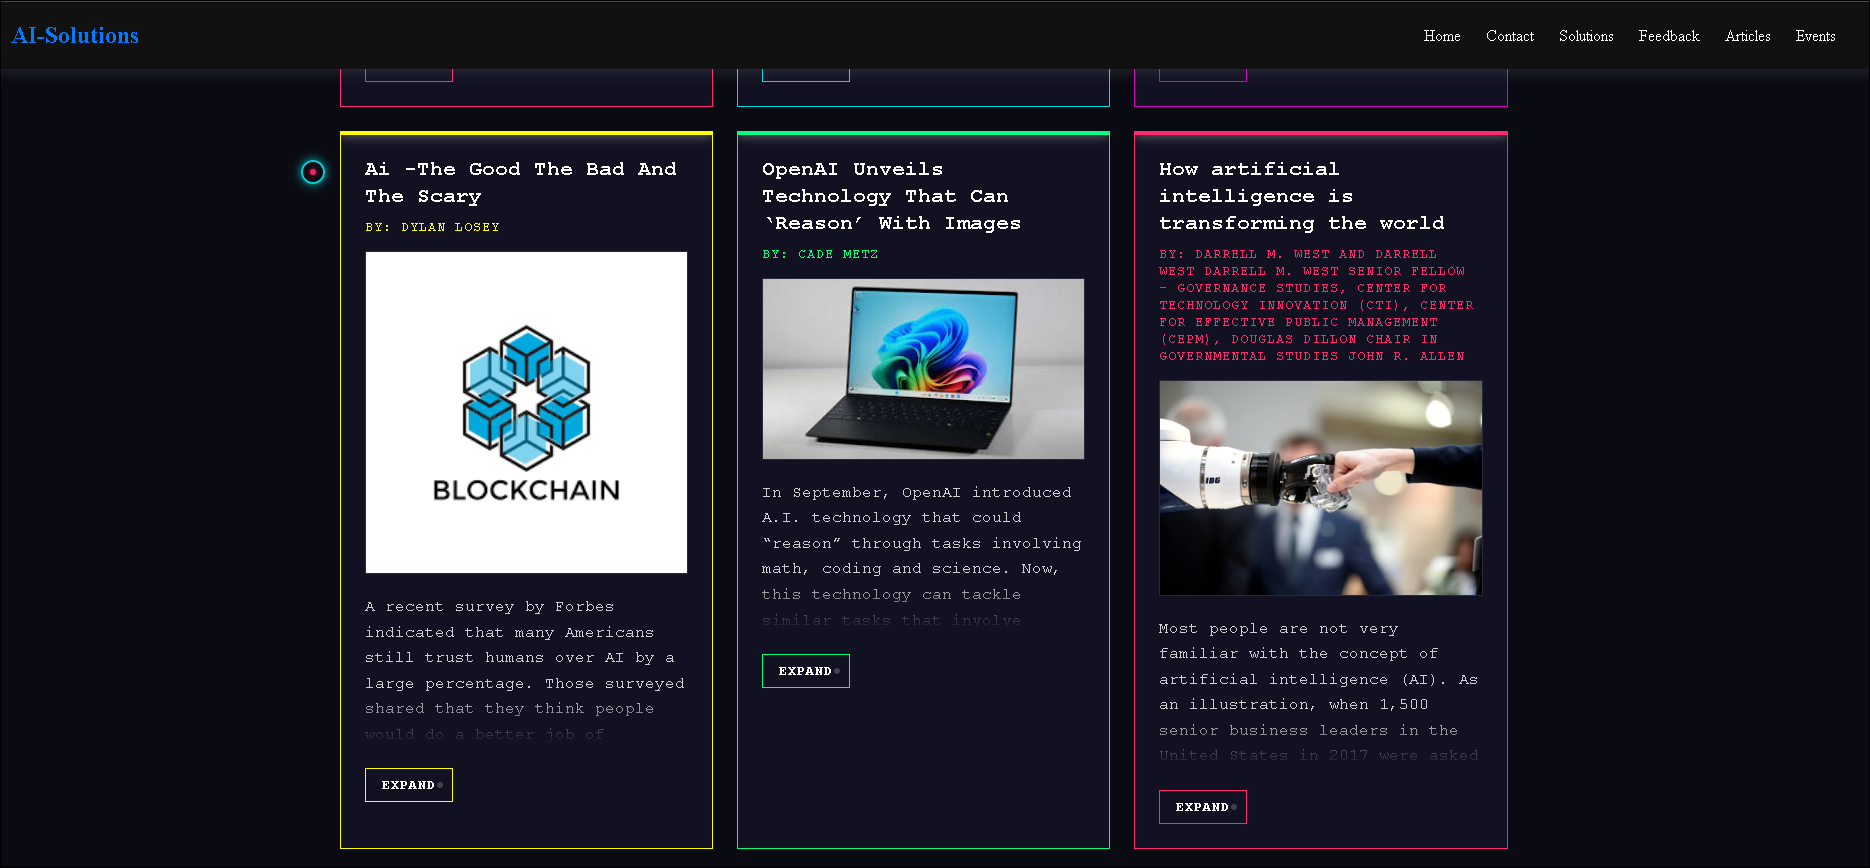 AI-Solutions
Home Contact Solutions Feedback Articles Events
Ai -The Good The Bad And
The Scary
BY: DYLAN LOSEY
BLOCKCHAIN
A recent survey by Forbes
indicated that many Americans
still trust humans over AI by a
large percentage. Those surveyed
shared that they think people
would do a better job of
EXPAND
OpenAI Unveils
Technology That Can
‘Reason’ With Images
BY: CADE METZ
In September, OpenAI introduced
A.I. technology that could
“reason” through tasks involving
math, coding and science. Now,
this technology can tackle
similar tasks that involve
EXPAND
How artificial
intelligence is
transforming the world
BY: DARRELL M. WEST AND DARRELL
WEST DARRELL M. WEST SENIOR FELLOW
- GOVERNANCE STUDIES, CENTER FOR
TECHNOLOGY INNOVATION (CTI), CENTER
FOR EFFECTIVE PUBLIC MANAGEMENT
(CEPM), DOUGLAS DILLON CHAIR IN
GOVERNMENTAL STUDIES JOHN R. ALLEN
IBG
Most people are not very
familiar with the concept of
artificial intelligence (AI). As
an illustration, when 1,500
senior business leaders in the
United States in 2017 were asked
EXPAND